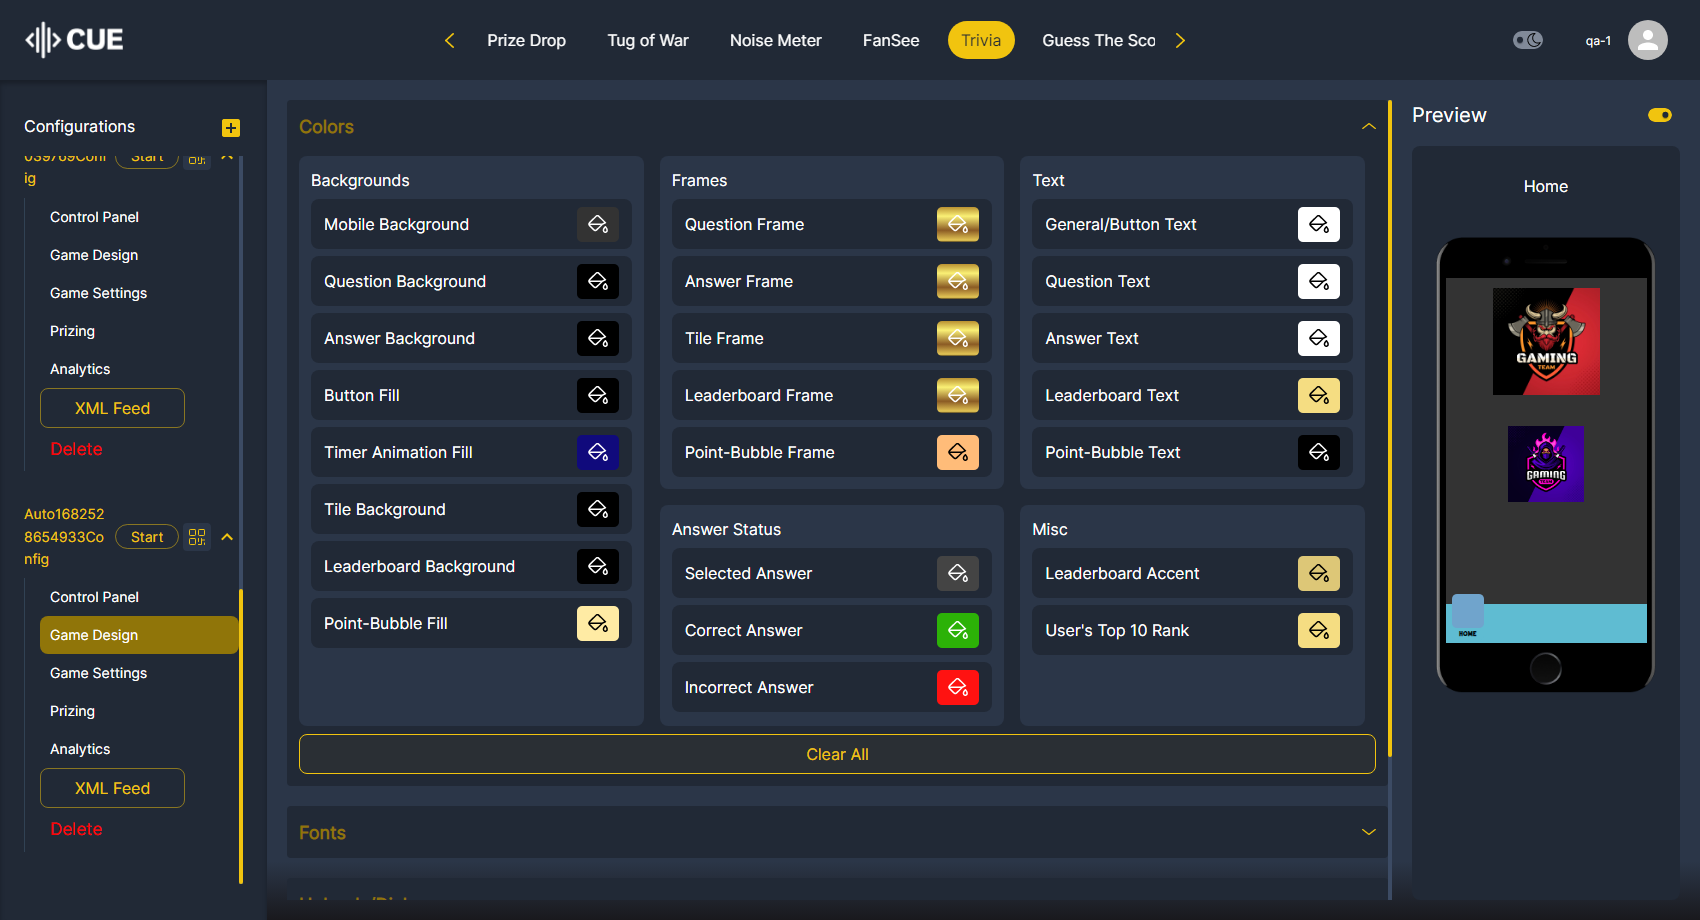 CUE
Prize Drop
Tug of War
Noise Meter
FanSee
Trivia
Guess The Sco
qa-1
Configurations
039769Conf
ig
Start
Control Panel
Game Design
Game Settings
Prizing
Analytics
XML Feed
Delete
Auto168252
8654933Co
nfig
Start
Control Panel
Game Design
Game Settings
Prizing
Analytics
XML Feed
Delete
Colors
Backgrounds
Mobile Background
Question Background
Answer Background
Button Fill
Timer Animation Fill
Tile Background
Leaderboard Background
Point-Bubble Fill
Frames
Question Frame
Answer Frame
Tile Frame
Leaderboard Frame
Point-Bubble Frame
Text
General/Button Text
Question Text
Answer Text
Leaderboard Text
Point-Bubble Text
Answer Status
Selected Answer
Correct Answer
Incorrect Answer
Misc
Leaderboard Accent
User's Top 10 Rank
Clear All
Fonts
Preview
Home
GAMING
TEAM
GAMING
HOME